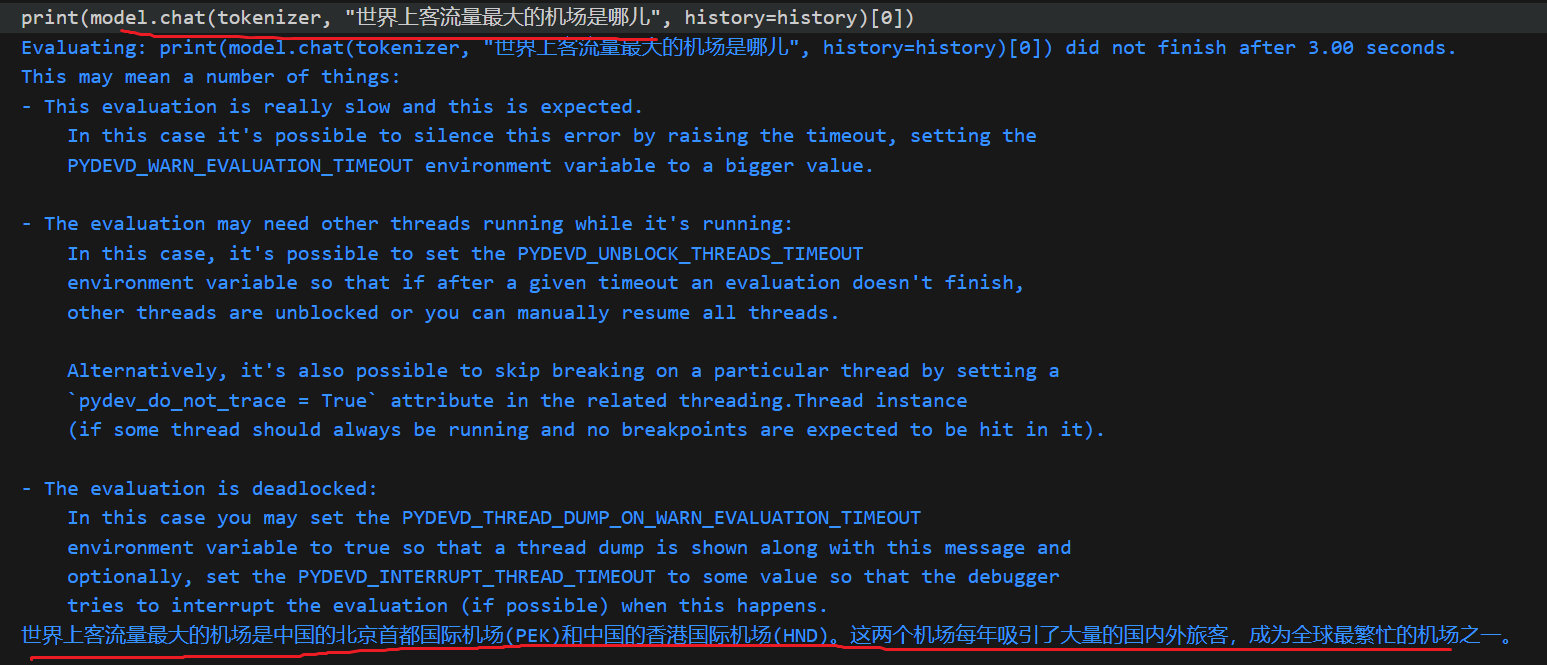 print(model.chat(tokenizer, "世界上客流量最大的机场是哪儿", history=history)[0])
Evaluating: print(model.chat(tokenizer, "世界上客流量最大的机场是哪儿", history=history)[0]) did not finish after 3.00 seconds.
This may mean a number of things:
- This evaluation is really slow and this is expected.
    In this case it's possible to silence this error by raising the timeout, setting the
    PYDEVD_WARN_EVALUATION_TIMEOUT environment variable to a bigger value.

- The evaluation may need other threads running while it's running:
    In this case, it's possible to set the PYDEVD_UNBLOCK_THREADS_TIMEOUT
    environment variable so that if after a given timeout an evaluation doesn't finish,
    other threads are unblocked or you can manually resume all threads.

    Alternatively, it's also possible to skip breaking on a particular thread by setting a
    `pydev_do_not_trace = True` attribute in the related threading.Thread instance
    (if some thread should always be running and no breakpoints are expected to be hit in it).

- The evaluation is deadlocked:
    In this case you may set the PYDEVD_THREAD_DUMP_ON_WARN_EVALUATION_TIMEOUT
    environment variable to true so that a thread dump is shown along with this message and
    optionally, set the PYDEVD_INTERRUPT_THREAD_TIMEOUT to some value so that the debugger
    tries to interrupt the evaluation (if possible) when this happens.
世界上客流量最大的机场是中国的北京首都国际机场(PEK)和中国的香港国际机场(HND)。这两个机场每年吸引了大量的国内外旅客，成为全球最繁忙的机场之一。